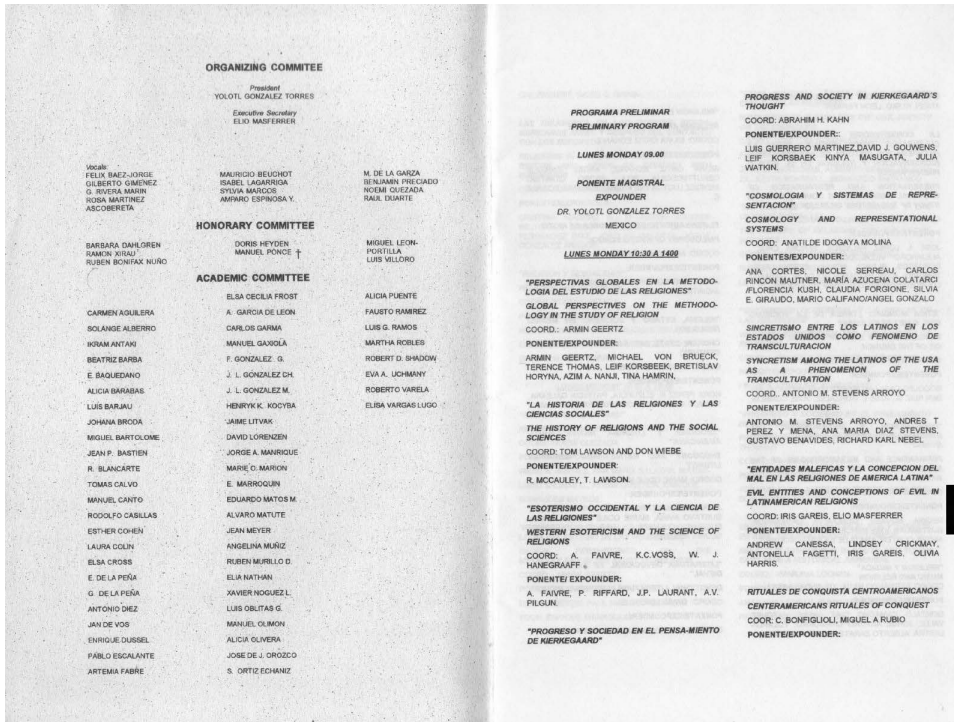 ORGANIZING COMMITEE
President
YOLOTL GONZALEZ TORRES
Executive Secretary
ELIO MASFERRER
Vocals:
FELIX BAEZ-JORGE
GILBERTO GIMENEZ
G. RIVERA MARIN
ROSA MARTINEZ
ASCOBERETA
MAURICIO BEUCHOT
ISABEL LAGARRIGA
SYLVIA MARCOS
AMPARO ESPINOSA Y.
M. DE LA GARZA
BENJAMIN PRECIADO
NOEMI QUEZADA
RAUL DUARTE
HONORARY COMMITTEE
BARBARA DAHLGREN
RAMON XIRAU
RUBEN BONIFAX NUÑO
DORIS HEYDEN
MANUEL PONCE †
MIGUEL LEON-
PORTILLA
LUIS VILLORO
ACADEMIC COMMITTEE
CARMEN AGUILERA
SOLANGE ALBERRO
IKRAM ANTAKI
BEATRIZ BARBA
E. BAQUEDANO
ALICIA BARABAS
LUIS BARJAU
JOHANA BRODA
MIGUEL BARTOLOME
JEAN P. BASTIEN
R. BLANCARTE
TOMAS CALVO
MANUEL CANTO
RODOLFO CASILLAS
ESTHER COHEN
LAURA COLIN
ELSA CROSS
E. DE LA PEÑA
G. DE LA PEÑA
ANTONIO DIEZ
JAN DE VOS
ENRIQUE DUSSEL
PABLO ESCALANTE
ARTEMIA FABRE
ELSA CECILIA FROST
A. GARCIA DE LEON
CARLOS GARMA
MANUEL GAXIOLA
F. GONZALEZ G.
J. L. GONZALEZ CH.
J. L. GONZALEZ M.
HENRYK K. KOCYBA
JAIME LITVAK
DAVID LORENZEN
JORGE A. MANRIQUE
MARIE O. MARION
E. MARROQUIN
EDUARDO MATOS M.
ALVARO MATUTE
JEAN MEYER
ANGELINA MUÑIZ
RUBEN MURILLO D.
ELIA NATHAN
XAVIER NOGUEZ L.
LUIS OBLITAS G.
MANUEL OLIMON
ALICIA OLIVERA
JOSE DE J. OROZCO
S. ORTIZ ECHANIZ
ALICIA PUENTE
FAUSTO RAMIREZ
LUIS G. RAMOS
MARTHA ROBLES
ROBERT D. SHADOW
EVA A. UCHMANY
ROBERTO VARELA
ELISA VARGAS LUGO
PROGRAMA PRELIMINAR
PRELIMINARY PROGRAM
LUNES MONDAY 09.00
PONENTE MAGISTRAL
EXPOUNDER
DR. YOLOTL GONZALEZ TORRES
MEXICO
LUNES MONDAY 10:30 A 1400
"PERSPECTIVAS GLOBALES EN LA METODO-
LOGIA DEL ESTUDIO DE LAS RELIGIONES"
GLOBAL PERSPECTIVES ON THE METHODO-
LOGY IN THE STUDY OF RELIGION
COORD.: ARMIN GEERTZ
PONENTE/EXPOUNDER:
ARMIN GEERTZ, MICHAEL VON BRUECK,
TERENCE THOMAS, LEIF KORSBEEK, BRETISLAV
HORYNA, AZIM A. NANJI, TINA HAMRIN,
"LA HISTORIA DE LAS RELIGIONES Y LAS
CIENCIAS SOCIALES"
THE HISTORY OF RELIGIONS AND THE SOCIAL
SCIENCES
COORD: TOM LAWSON AND DON WIEBE
PONENTE/EXPOUNDER:
R. MCCAULEY, T. LAWSON.
"ESOTERISMO OCCIDENTAL Y LA CIENCIA DE
LAS RELIGIONES"
WESTERN ESOTERICISM AND THE SCIENCE OF
RELIGIONS
COORD: A. FAIVRE, K.C.VOSS, W. J.
HANEGRAAFF
PONENTE/ EXPOUNDER:
A. FAIVRE, P. RIFFARD, J.P. LAURANT, A.V.
PILGUN.
"PROGRESO Y SOCIEDAD EN EL PENSA-MIENTO
DE KIERKEGAARD"
PROGRESS AND SOCIETY IN KIERKEGAARD'S
THOUGHT
COORD: ABRAHIM H. KAHN
PONENTE/EXPOUNDER::
LUIS GUERRERO MARTINEZ,DAVID J. GOUWENS,
LEIF KORSBAEK KINYA MASUGATA, JULIA
WATKIN.
"COSMOLOGIA Y SISTEMAS DE REPRE-
SENTACION"
COSMOLOGY AND REPRESENTATIONAL
SYSTEMS
COORD: ANATILDE IDOGAYA MOLINA
PONENTES/EXPOUNDER:
ANA CORTES, NICOLE SERREAU, CARLOS
RINCON MAUTNER, MARÍA AZUCENA COLATARCI
/FLORENCIA KUSH, CLAUDIA FORGIONE, SILVIA
E. GIRAUDO, MARIO CALIFANO/ANGEL GONZALO
SINCRETISMO ENTRE LOS LATINOS EN LOS
ESTADOS UNIDOS COMO FENOMENO DE
TRANSCULTURACION
SYNCRETISM AMONG THE LATINOS OF THE USA
AS A PHENOMENON OF THE
TRANSCULTURATION
COORD.. ANTONIO M. STEVENS ARROYO
PONENTE/EXPOUNDER:
ANTONIO M. STEVENS ARROYO, ANDRES T
PEREZ Y MENA, ANA MARIA DIAZ STEVENS,
GUSTAVO BENAVIDES, RICHARD KARL NEBEL
"ENTIDADES MALEFICAS Y LA CONCEPCION DEL
MAL EN LAS RELIGIONES DE AMERICA LATINA"
EVIL ENTITIES AND CONCEPTIONS OF EVIL IN
LATINAMERICAN RELIGIONS
COORD: IRIS GAREIS, ELIO MASFERRER
PONENTE/EXPOUNDER:
ANDREW CANESSA, LINDSEY CRICKMAY,
ANTONELLA FAGETTI, IRIS GAREIS, OLIVIA
HARRIS.
RITUALES DE CONQUISTA CENTROAMERICANOS
CENTERAMERICANS RITUALS OF CONQUEST
COOR; C. BONFIGLIOLI, MIGUEL A RUBIO
PONENTE/EXPOUNDER: